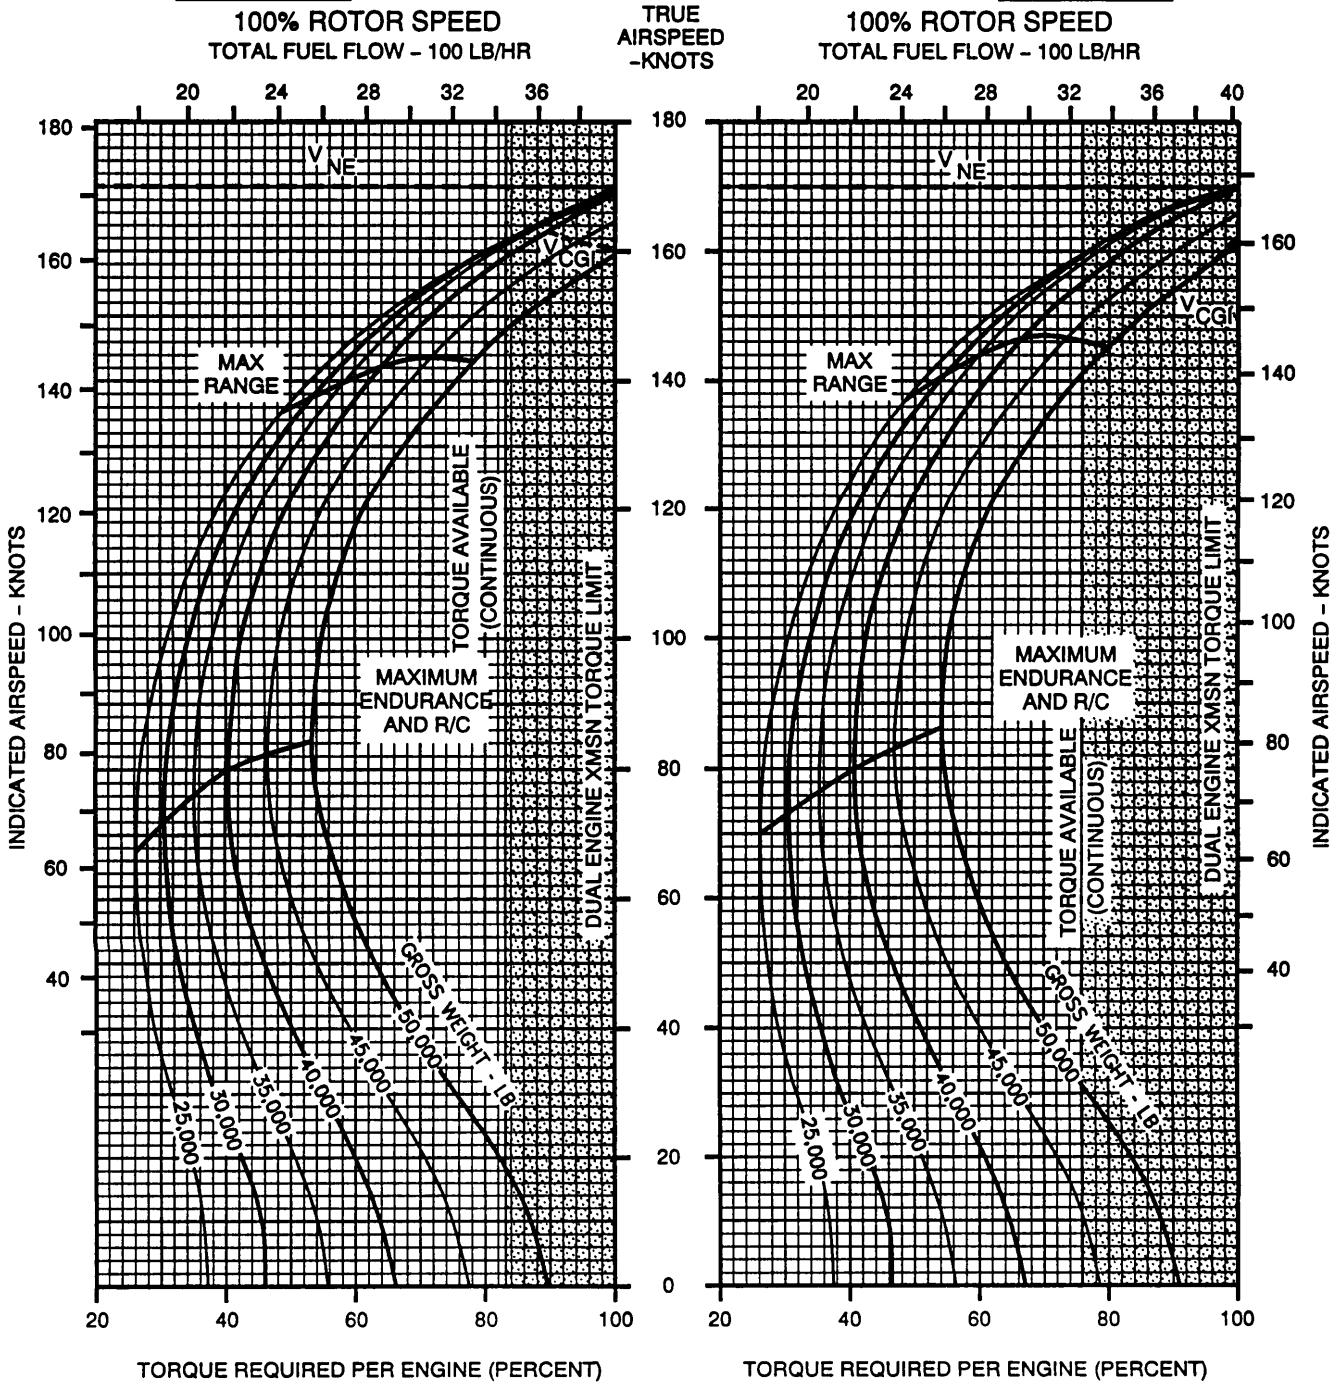 100% ROTOR SPEED
TOTAL FUEL FLOW – 100 LB/HR
20 24 28 32 36
TRUE
AIRSPEED
–KNOTS
100% ROTOR SPEED
TOTAL FUEL FLOW – 100 LB/HR
20 24 28 32 36 40
INDICATED AIRSPEED – KNOTS
180
160
140
120
100
80
60
40
V NE
V CGI
MAX
RANGE
TORQUE AVAILABLE
(CONTINUOUS)
DUAL ENGINE XMSN TORQUE LIMIT
MAXIMUM
ENDURANCE
AND R/C
GROSS WEIGHT - LB
25,000
30,000
35,000
40,000
45,000
50,000
20 40 60 80 100
TORQUE REQUIRED PER ENGINE (PERCENT)
180
160
140
120
100
80
60
40
20
0
V NE
V CGI
MAX
RANGE
MAXIMUM
ENDURANCE
AND R/C
TORQUE AVAILABLE
(CONTINUOUS)
DUAL ENGINE XMSN TORQUE LIMIT
GROSS WEIGHT - LB
25,000
30,000
35,000
40,000
45,000
50,000
160
140
120
100
80
60
40
INDICATED AIRSPEED – KNOTS
20 40 60 80 100
TORQUE REQUIRED PER ENGINE (PERCENT)